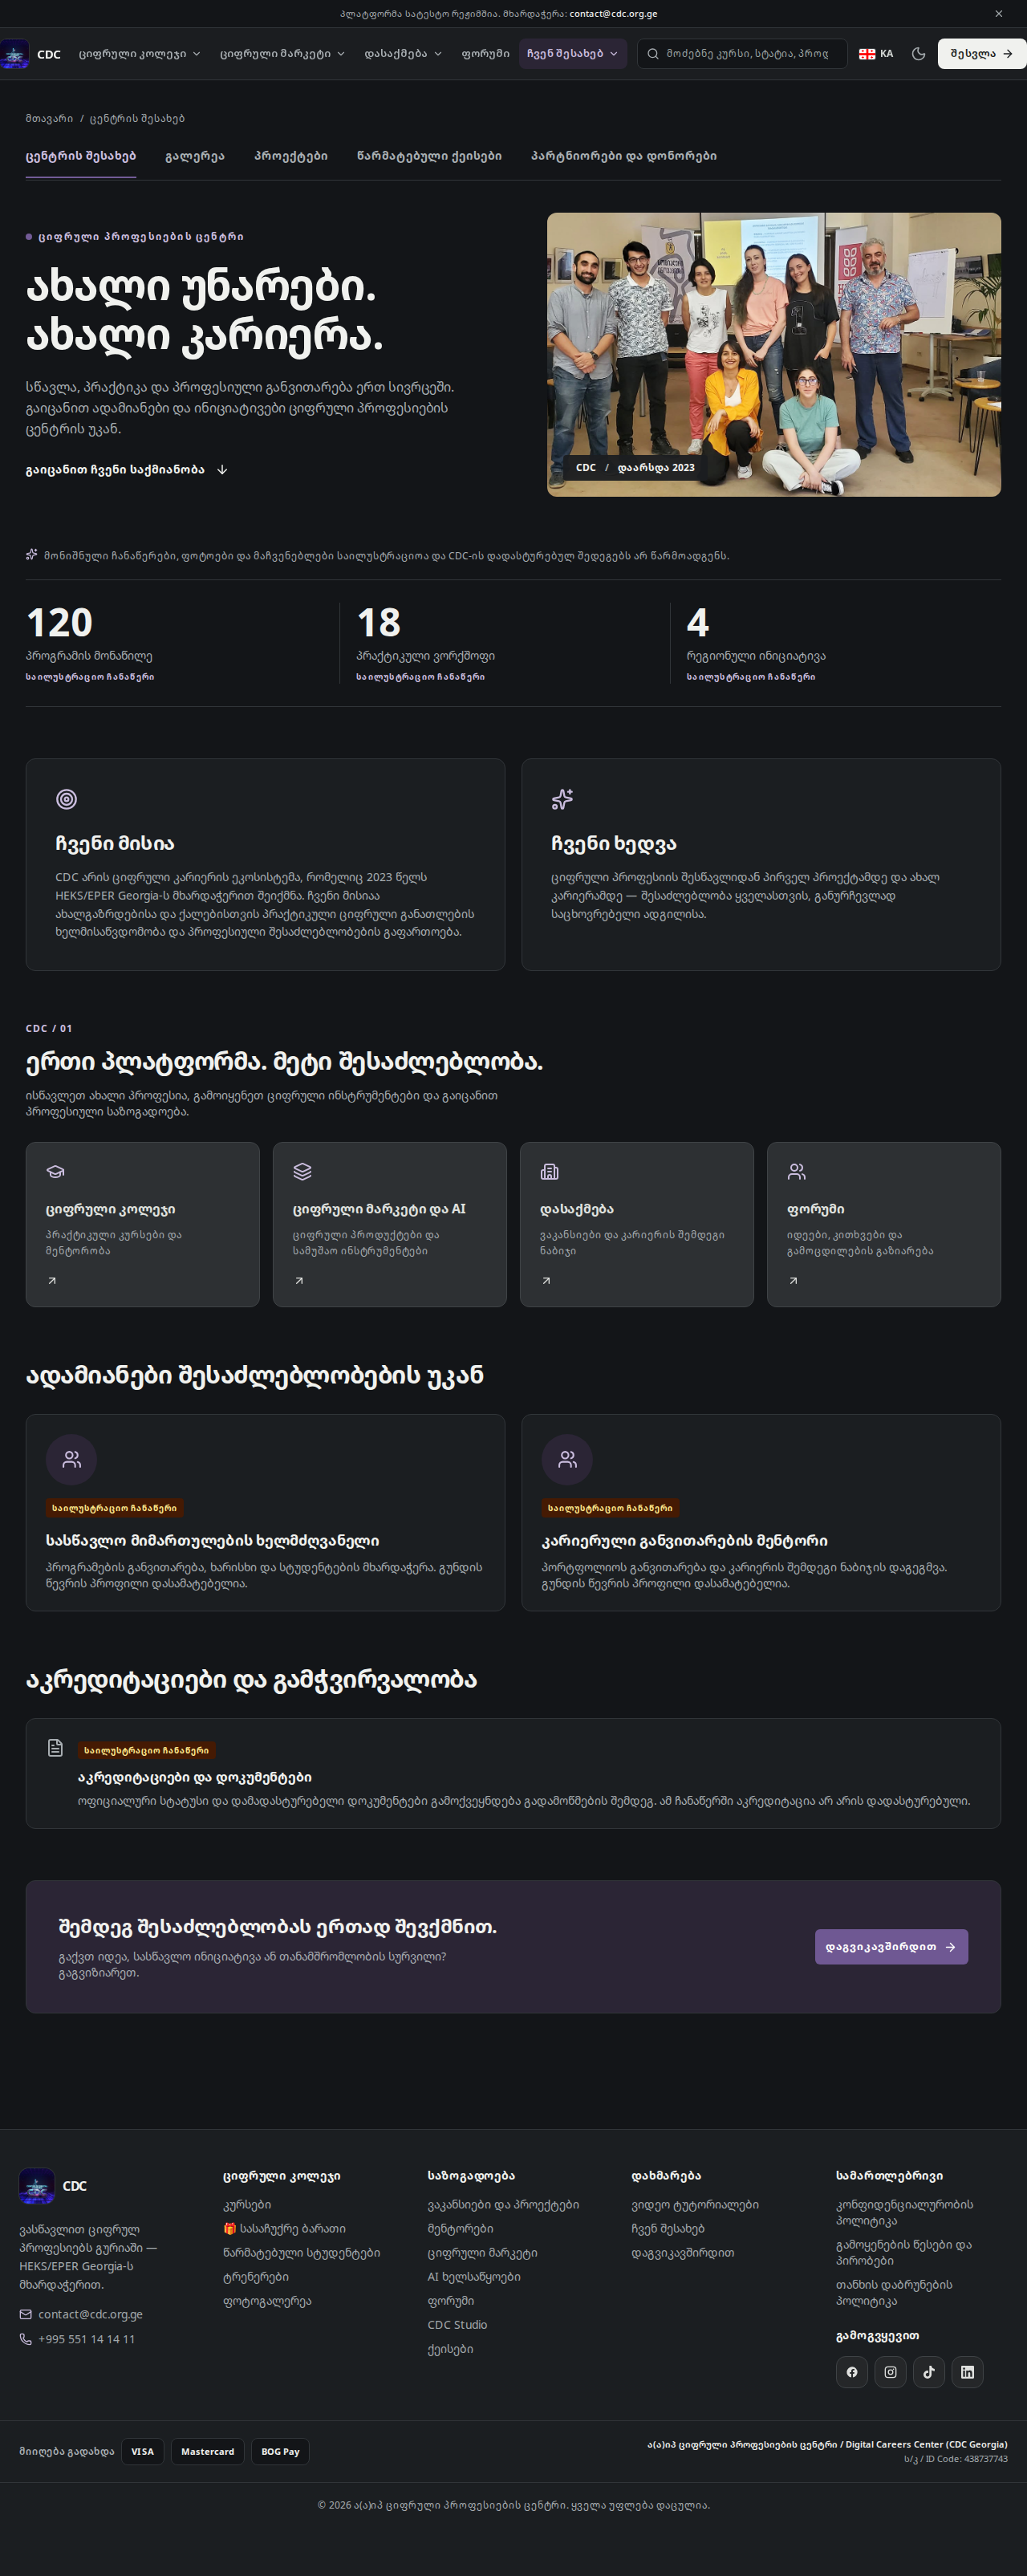 პლატფორმა სატესტო რეჟიმშია. მხარდაჭერა: contact@cdc.org.ge
CDC ციფრული კოლეჯი ციფრული მარკეტი დასაქმება ფორუმი ჩვენ შესახებ მოძებნე კურსი, სტატია, პროდ KA შესვლა
მთავარი / ცენტრის შესახებ
ცენტრის შესახებ გალერეა პროექტები წარმატებული ქეისები პარტნიორები და დონორები
ციფრული პროფესიების ცენტრი
ახალი უნარები.
ახალი კარიერა.
სწავლა, პრაქტიკა და პროფესიული განვითარება ერთ სივრცეში.
გაიცანით ადამიანები და ინიციატივები ციფრული პროფესიების
ცენტრის უკან.
გაიცანით ჩვენი საქმიანობა
CDC / დაარსდა 2023
მონიშნული ჩანაწერები, ფოტოები და მაჩვენებლები საილუსტრაციოა და CDC-ის დადასტურებულ შედეგებს არ წარმოადგენს.
120 18 4
პროგრამის მონაწილე პრაქტიკული ვორქშოფი რეგიონული ინიციატივა
საილუსტრაციო ჩანაწერი საილუსტრაციო ჩანაწერი საილუსტრაციო ჩანაწერი
ჩვენი მისია
CDC არის ციფრული კარიერის ეკოსისტემა, რომელიც 2023 წელს
HEKS/EPER Georgia-ს მხარდაჭერით შეიქმნა. ჩვენი მისიაა
ახალგაზრდებისა და ქალებისთვის პრაქტიკული ციფრული განათლების
ხელმისაწვდომობა და პროფესიული შესაძლებლობების გაფართოება.
ჩვენი ხედვა
ციფრული პროფესიის შესწავლიდან პირველ პროექტამდე და ახალ
კარიერამდე — შესაძლებლობა ყველასთვის, განურჩევლად
საცხოვრებელი ადგილისა.
CDC / 01
ერთი პლატფორმა. მეტი შესაძლებლობა.
ისწავლეთ ახალი პროფესია, გამოიყენეთ ციფრული ინსტრუმენტები და გაიცანით
პროფესიული საზოგადოება.
ციფრული კოლეჯი
პრაქტიკული კურსები და
მენტორობა
ციფრული მარკეტი და AI
ციფრული პროდუქტები და
სამუშაო ინსტრუმენტები
დასაქმება
ვაკანსიები და კარიერის შემდეგი
ნაბიჯი
ფორუმი
იდეები, კითხვები და
გამოცდილების გაზიარება
ადამიანები შესაძლებლობების უკან
საილუსტრაციო ჩანაწერი
სასწავლო მიმართულების ხელმძღვანელი
პროგრამების განვითარება, ხარისხი და სტუდენტების მხარდაჭერა. გუნდის
წევრის პროფილი დასამატებელია.
საილუსტრაციო ჩანაწერი
კარიერული განვითარების მენტორი
პორტფოლიოს განვითარება და კარიერის შემდეგი ნაბიჯის დაგეგმვა.
გუნდის წევრის პროფილი დასამატებელია.
აკრედიტაციები და გამჭვირვალობა
საილუსტრაციო ჩანაწერი
აკრედიტაციები და დოკუმენტები
ოფიციალური სტატუსი და დამადასტურებელი დოკუმენტები გამოქვეყნდება გადამოწმების შემდეგ. ამ ჩანაწერში აკრედიტაცია არ არის დადასტურებული.
შემდეგ შესაძლებლობას ერთად შევქმნით.
გაქვთ იდეა, სასწავლო ინიციატივა ან თანამშრომლობის სურვილი?
გაგვიზიარეთ.
დაგვიკავშირდით
CDC
ვასწავლით ციფრულ
პროფესიებს გურიაში —
HEKS/EPER Georgia-ს
მხარდაჭერით.
contact@cdc.org.ge
+995 551 14 14 11
ციფრული კოლეჯი
კურსები
🎁 სასაჩუქრე ბარათი
წარმატებული სტუდენტები
ტრენერები
ფოტოგალერეა
საზოგადოება
ვაკანსიები და პროექტები
მენტორები
ციფრული მარკეტი
AI ხელსაწყოები
ფორუმი
CDC Studio
ქეისები
დახმარება
ვიდეო ტუტორიალები
ჩვენ შესახებ
დაგვიკავშირდით
სამართლებრივი
კონფიდენციალურობის
პოლიტიკა
გამოყენების წესები და
პირობები
თანხის დაბრუნების
პოლიტიკა
გამოგვყევით
მიიღება გადახდა VISA Mastercard BOG Pay
ა(ა)იპ ციფრული პროფესიების ცენტრი / Digital Careers Center (CDC Georgia)
ს/კ / ID Code: 438737743
© 2026 ა(ა)იპ ციფრული პროფესიების ცენტრი. ყველა უფლება დაცულია.